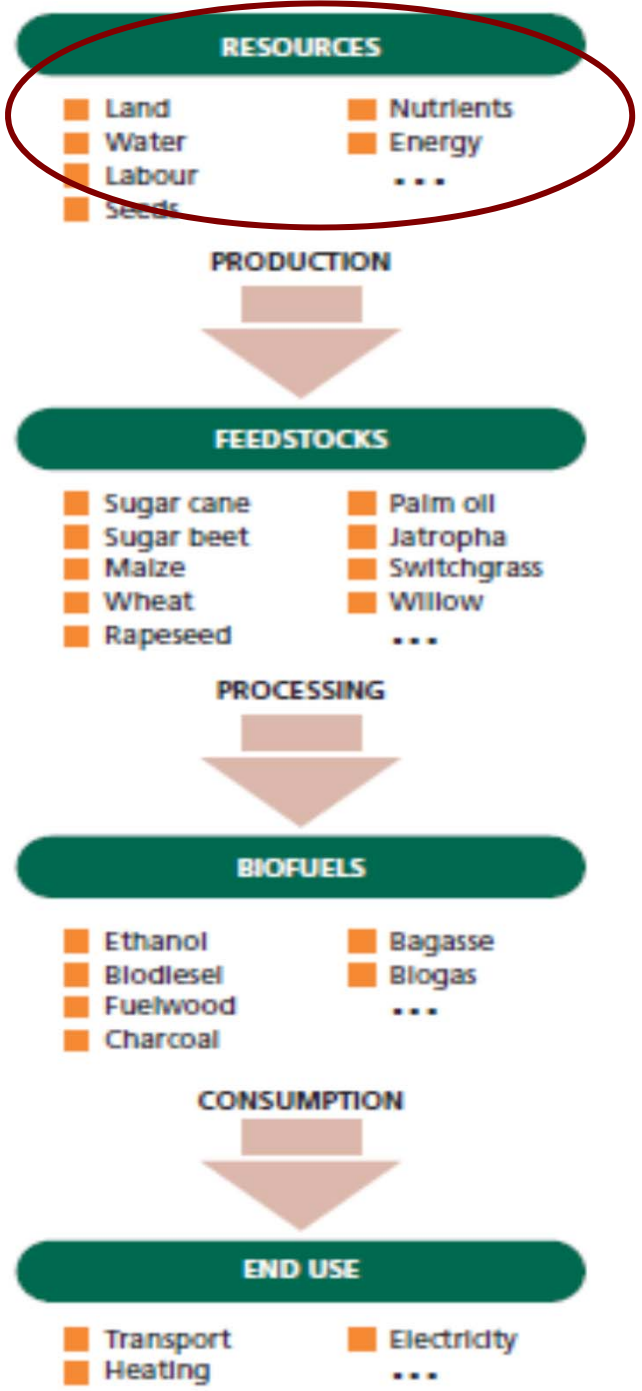 RESOURCES
Land
Water
Labour
Seeds
Nutrients
Energy
...
PRODUCTION
FEEDSTOCKS
Sugar cane
Sugar beet
Maize
Wheat
Rapeseed
Palm oil
Jatropha
Switchgrass
Willow
...
PROCESSING
BIOFUELS
Ethanol
Biodiesel
Fuelwood
Charcoal
Bagasse
Biogas
...
CONSUMPTION
END USE
Transport
Heating
Electricity
...